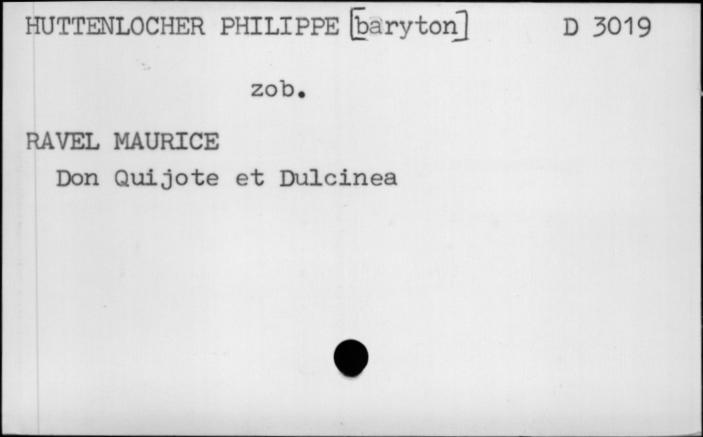 HUTTENLOCHER PHILIPPE [baryton] D 3019
zob.
RAVEL MAURICE
Don Quijote et Dulcinea